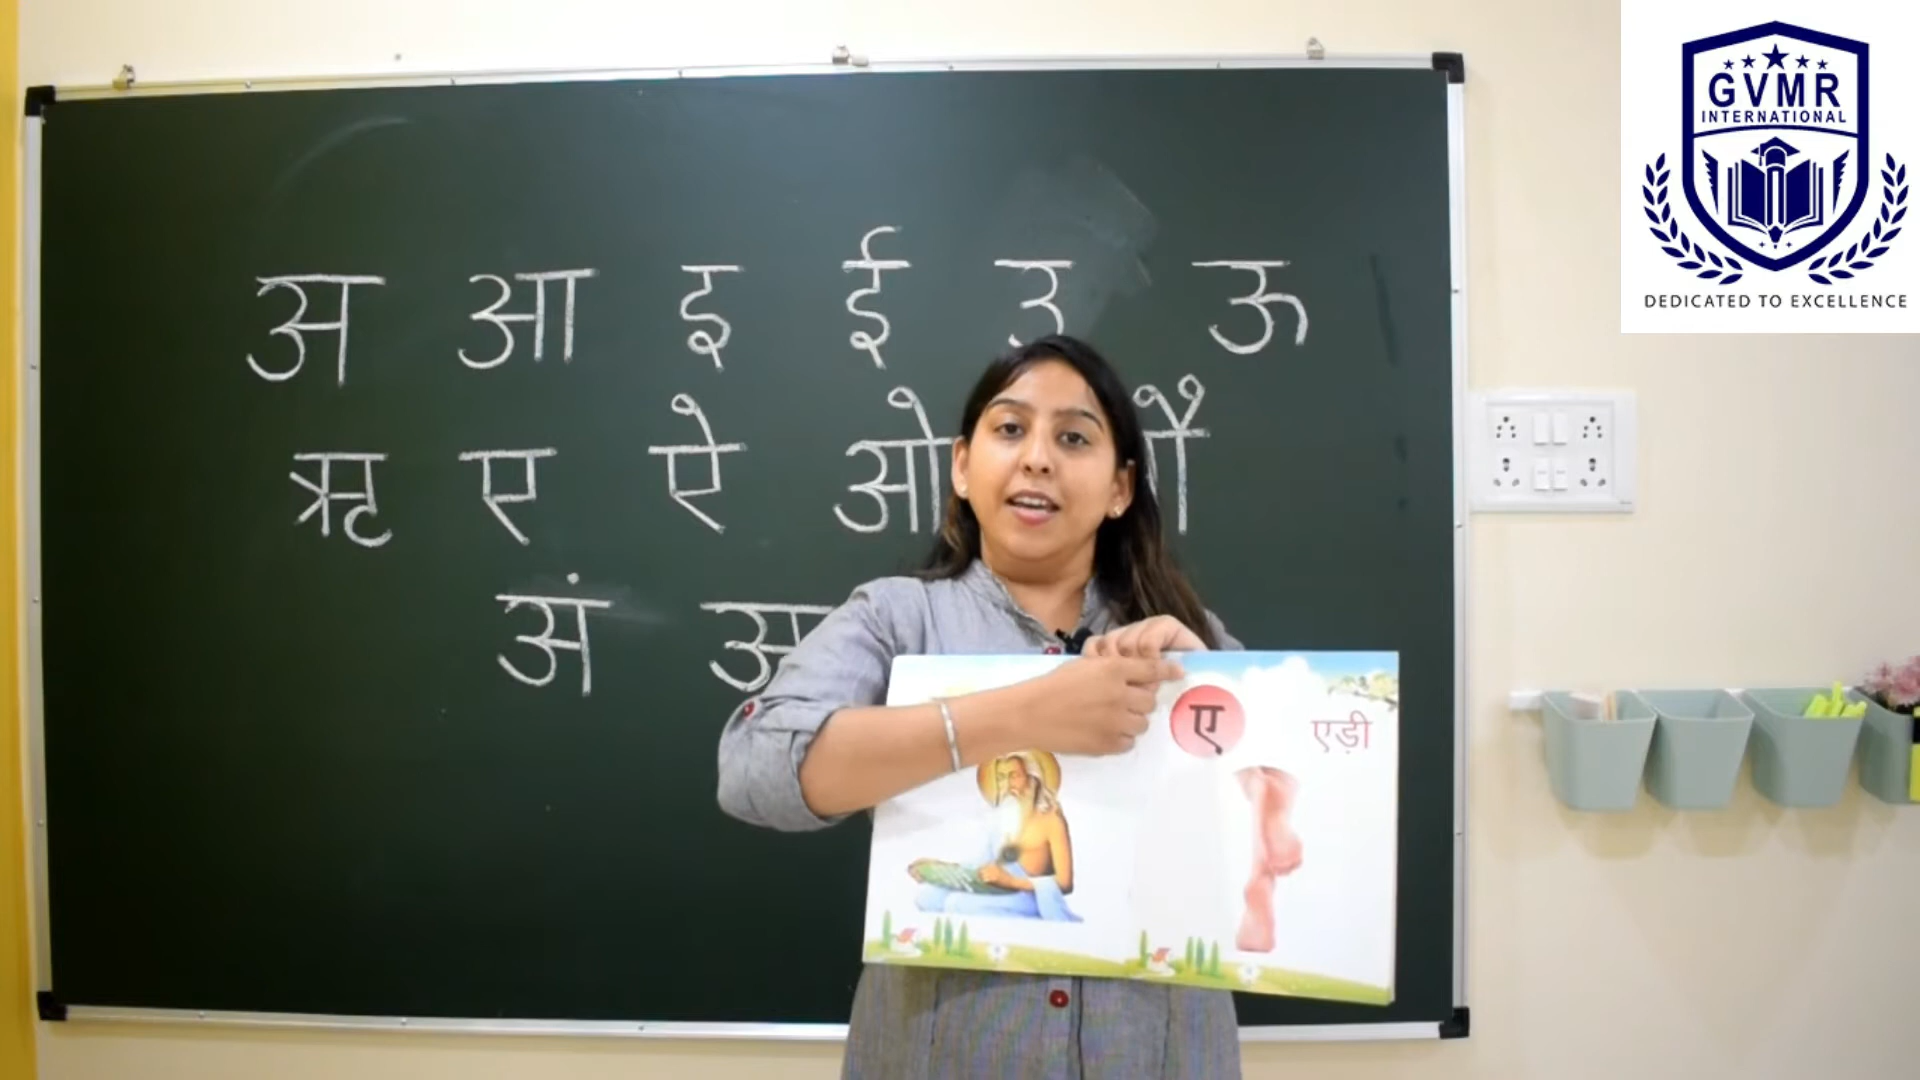 अ आ इ ई उ ऊ
ऋ ए ऐ ओ
अं
ए
एड़ी
GVMR
INTERNATIONAL
DEDICATED TO EXCELLENCE